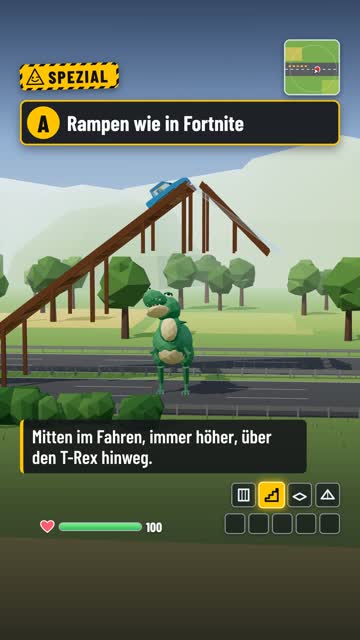 SPEZIAL
A Rampen wie in Fortnite
Mitten im Fahren, immer höher, über
den T-Rex hinweg.
100